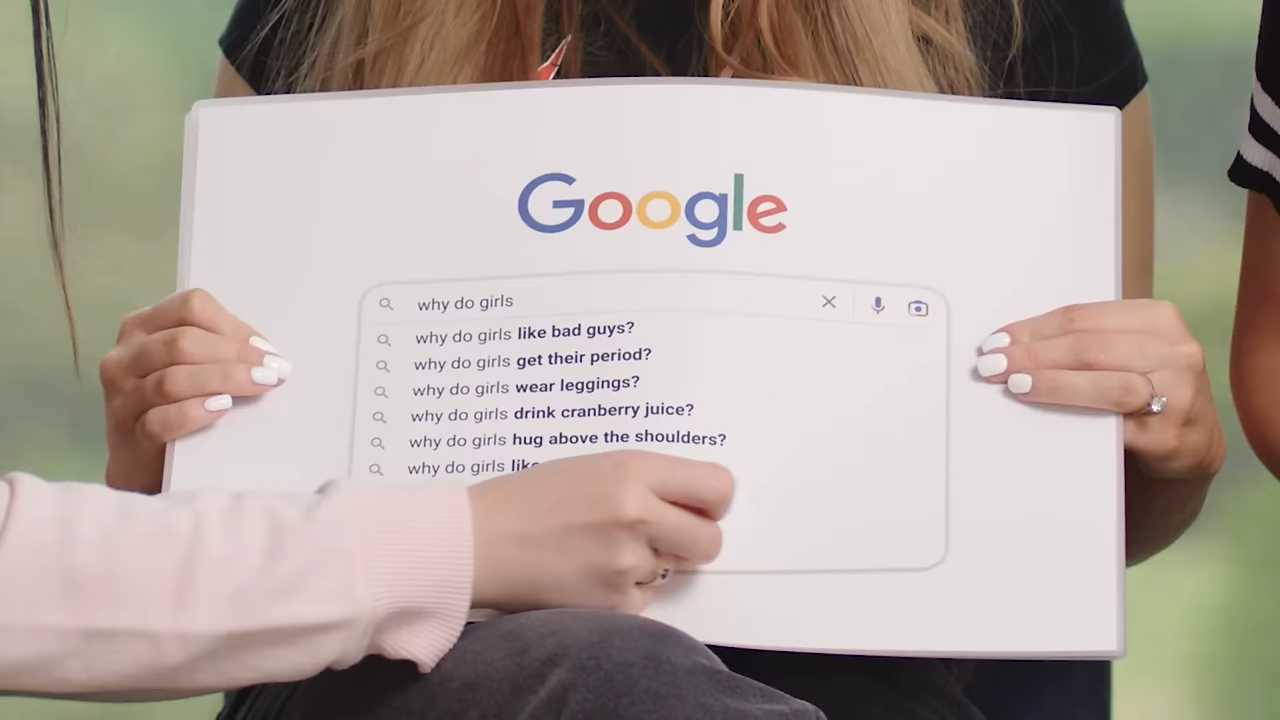 Google
why do girls
why do girls like bad guys?
why do girls get their period?
why do girls wear leggings?
why do girls drink cranberry juice?
why do girls hug above the shoulders?
why do girls